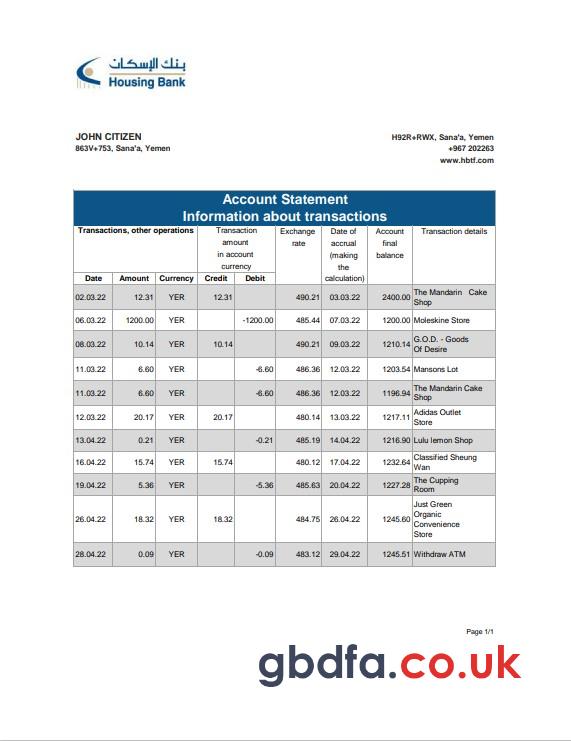 بنك الإسكان
Housing Bank
JOHN CITIZEN
863V+753, Sana'a, Yemen
H92R+RWX, Sana'a, Yemen
+967 202263
www.hbtf.com
Account Statement
Information about transactions
Transactions, other operations
Transaction
amount
in account
currency
Exchange
rate
Date of
accrual
(making
the
calculation)
Account
final
balance
Transaction details
Date Amount Currency Credit Debit
02.03.22 12.31 YER 12.31 490.21 03.03.22 2400.00 The Mandarin Cake
Shop
06.03.22 1200.00 YER -1200.00 485.44 07.03.22 1200.00 Moleskine Store
08.03.22 10.14 YER 10.14 490.21 09.03.22 1210.14 G.O.D. - Goods
Of Desire
11.03.22 6.60 YER -6.60 486.36 12.03.22 1203.54 Mansons Lot
11.03.22 6.60 YER -6.60 486.36 12.03.22 1196.94 The Mandarin Cake
Shop
12.03.22 20.17 YER 20.17 480.14 13.03.22 1217.11 Adidas Outlet
Store
13.04.22 0.21 YER -0.21 485.19 14.04.22 1216.90 Lulu lemon Shop
16.04.22 15.74 YER 15.74 480.12 17.04.22 1232.64 Classified Sheung
Wan
19.04.22 5.36 YER -5.36 485.63 20.04.22 1227.28 The Cupping
Room
26.04.22 18.32 YER 18.32 484.75 26.04.22 1245.60 Just Green
Organic
Convenience
Store
28.04.22 0.09 YER -0.09 483.12 29.04.22 1245.51 Withdraw ATM
Page 1/1
gbdfa.co.uk